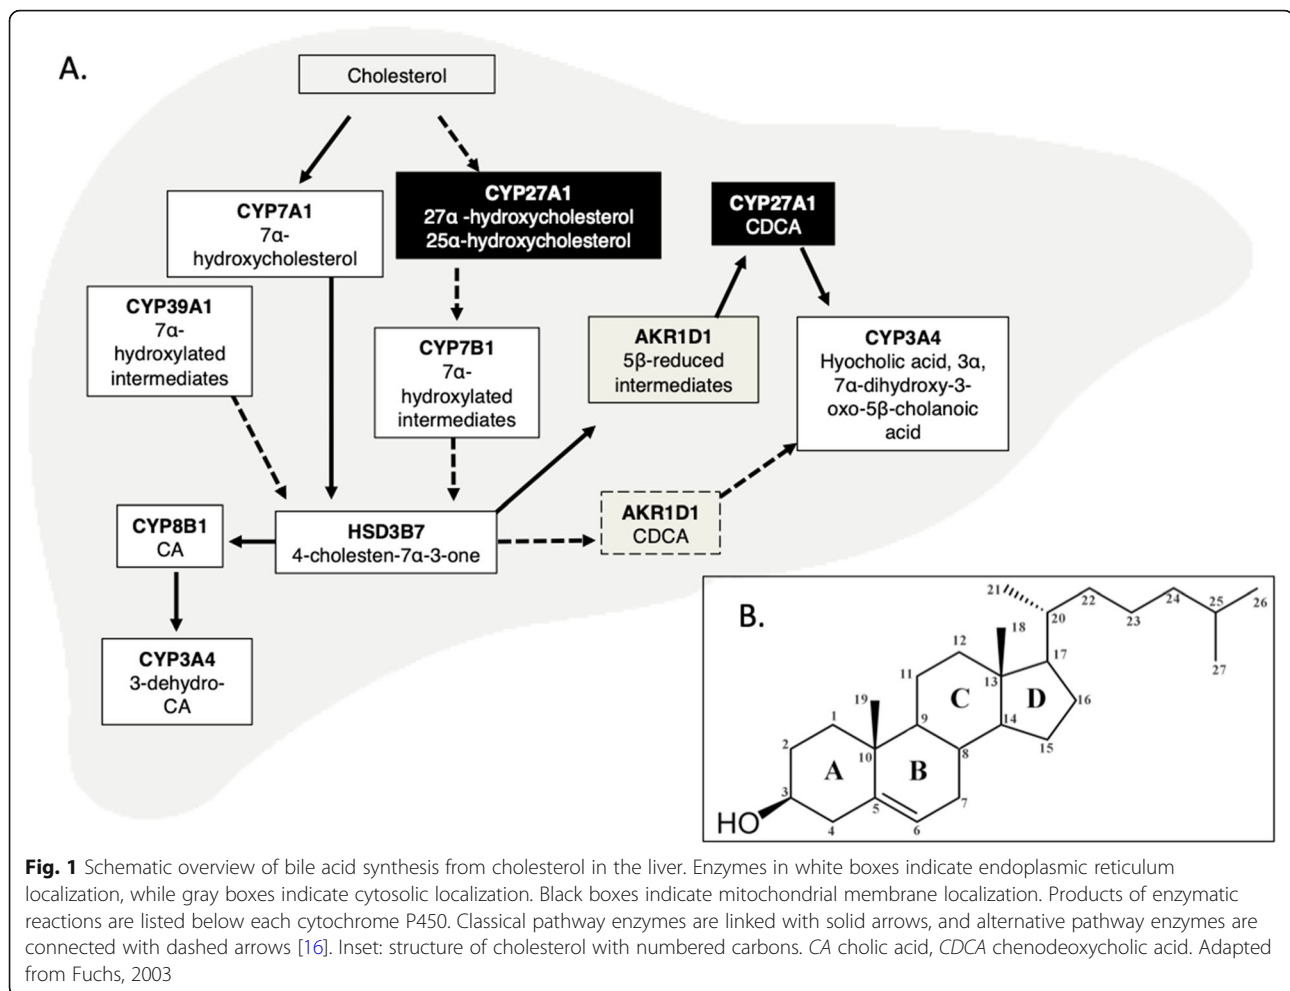 A.
Cholesterol
CYP7A1
7α-
hydroxycholesterol
CYP27A1
27α -hydroxycholesterol
25α-hydroxycholesterol
CYP27A1
CDCA
CYP39A1
7α-
hydroxylated
intermediates
CYP7B1
7α-
hydroxylated
intermediates
AKR1D1
5β-reduced
intermediates
CYP3A4
Hyocholic acid, 3α,
7α-dihydroxy-3-
oxo-5β-cholanoic
acid
CYP8B1
CA
HSD3B7
4-cholesten-7α-3-one
AKR1D1
CDCA
CYP3A4
3-dehydro-
CA
B.
21
22
24
25
26
20
23
18
12
17
27
11
13
16
19
C
D
1
9
14
2
15
10
8
A
B
3
7
5
HO
4
6
Fig. 1 Schematic overview of bile acid synthesis from cholesterol in the liver. Enzymes in white boxes indicate endoplasmic reticulum
localization, while gray boxes indicate cytosolic localization. Black boxes indicate mitochondrial membrane localization. Products of enzymatic
reactions are listed below each cytochrome P450. Classical pathway enzymes are linked with solid arrows, and alternative pathway enzymes are
connected with dashed arrows [16]. Inset: structure of cholesterol with numbered carbons. CA cholic acid, CDCA chenodeoxycholic acid. Adapted
from Fuchs, 2003